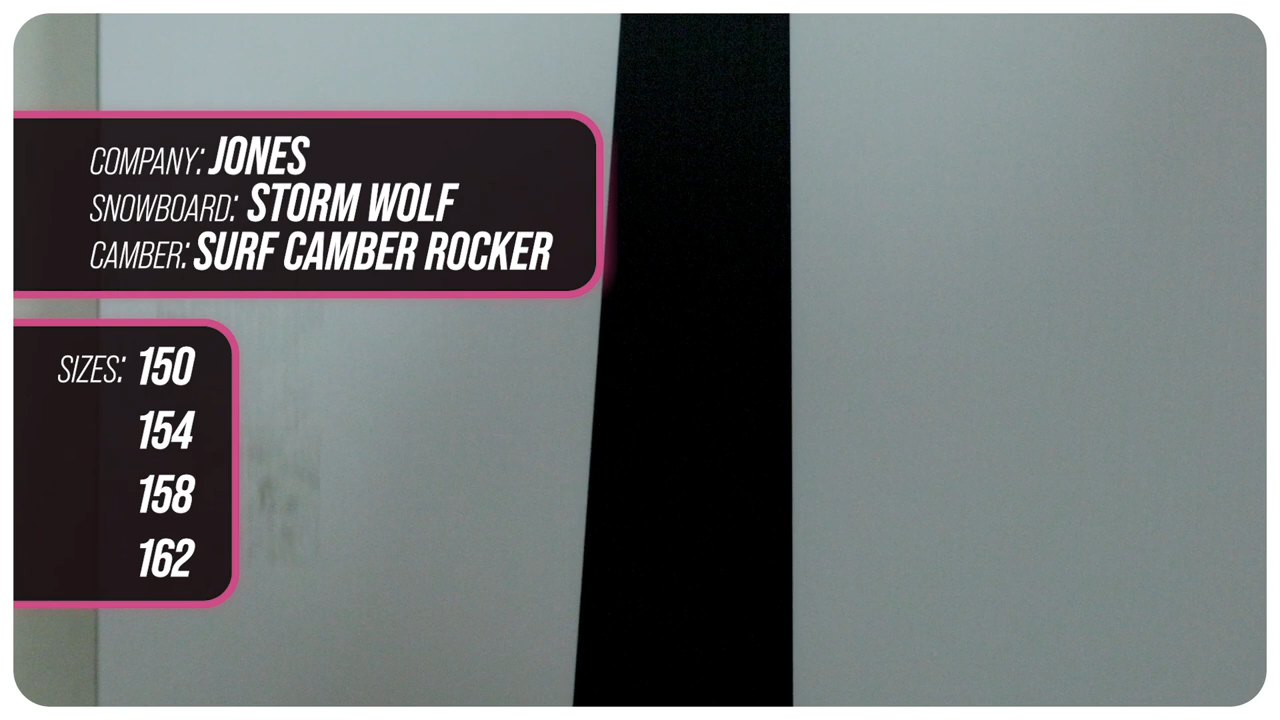 COMPANY: JONES
SNOWBOARD: STORM WOLF
CAMBER: SURF CAMBER ROCKER
SIZES: 150
154
158
162